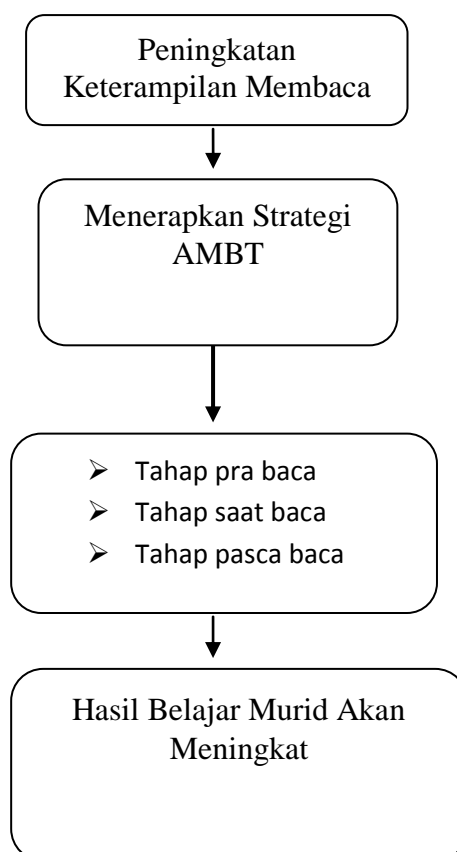 Peningkatan
Keterampilan Membaca
Menerapkan Strategi
AMBT
➢ Tahap pra baca
➢ Tahap saat baca
➢ Tahap pasca baca
Hasil Belajar Murid Akan
Meningkat